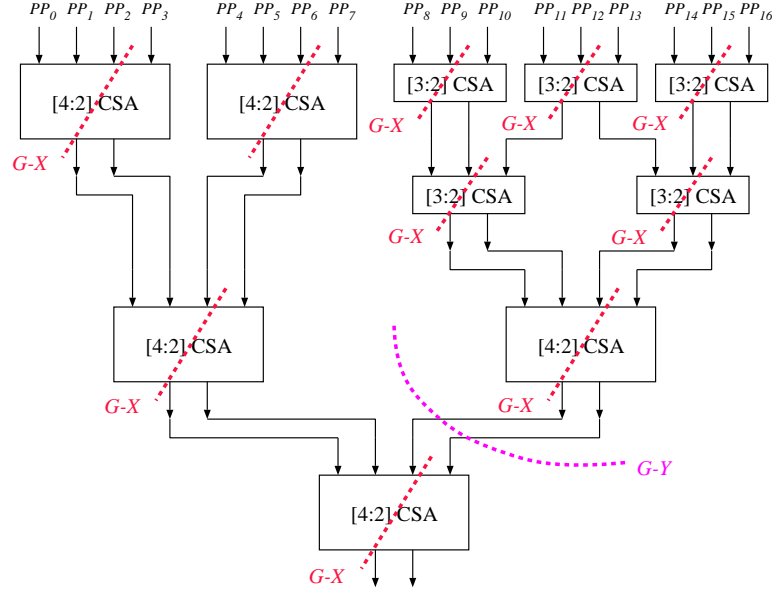 PP0 PP1 PP2 PP3 PP4 PP5 PP6 PP7 PP8 PP9 PP10 PP11 PP12 PP13 PP14 PP15 PP16
[4:2] CSA [4:2] CSA [3:2] CSA [3:2] CSA [3:2] CSA
G-X G-X G-X G-X
[3:2] CSA [3:2] CSA
G-X G-X
[4:2] CSA [4:2] CSA
G-X G-X
G-Y
[4:2] CSA
G-X